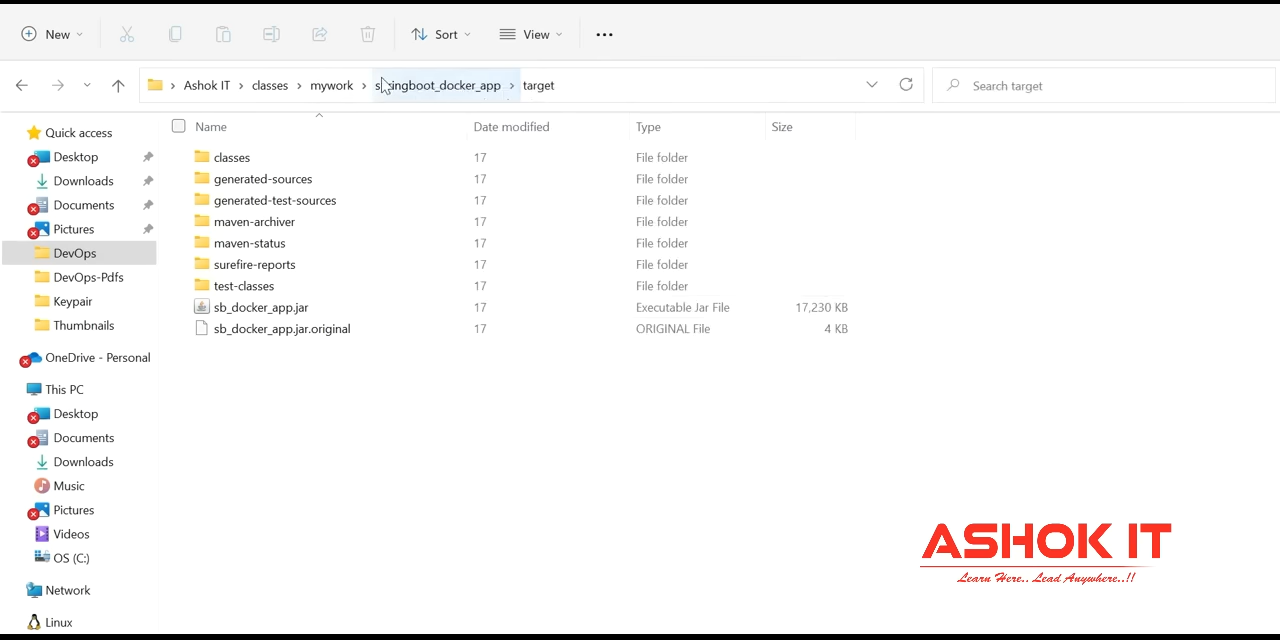 New
Sort
View
Ashok IT > classes > mywork > springboot_docker_app > target
Search target
Name Date modified Type Size
Quick access
Desktop
Downloads
Documents
Pictures
DevOps
DevOps-Pdfs
Keypair
Thumbnails
OneDrive - Personal
This PC
Desktop
Documents
Downloads
Music
Pictures
Videos
OS (C:)
Network
Linux
classes 17 File folder
generated-sources 17 File folder
generated-test-sources 17 File folder
maven-archiver 17 File folder
maven-status 17 File folder
surefire-reports 17 File folder
test-classes 17 File folder
sb_docker_app.jar 17 Executable Jar File 17,230 KB
sb_docker_app.jar.original 17 ORIGINAL File 4 KB
ASHOK IT
Learn Here.. Lead Anywhere..!!